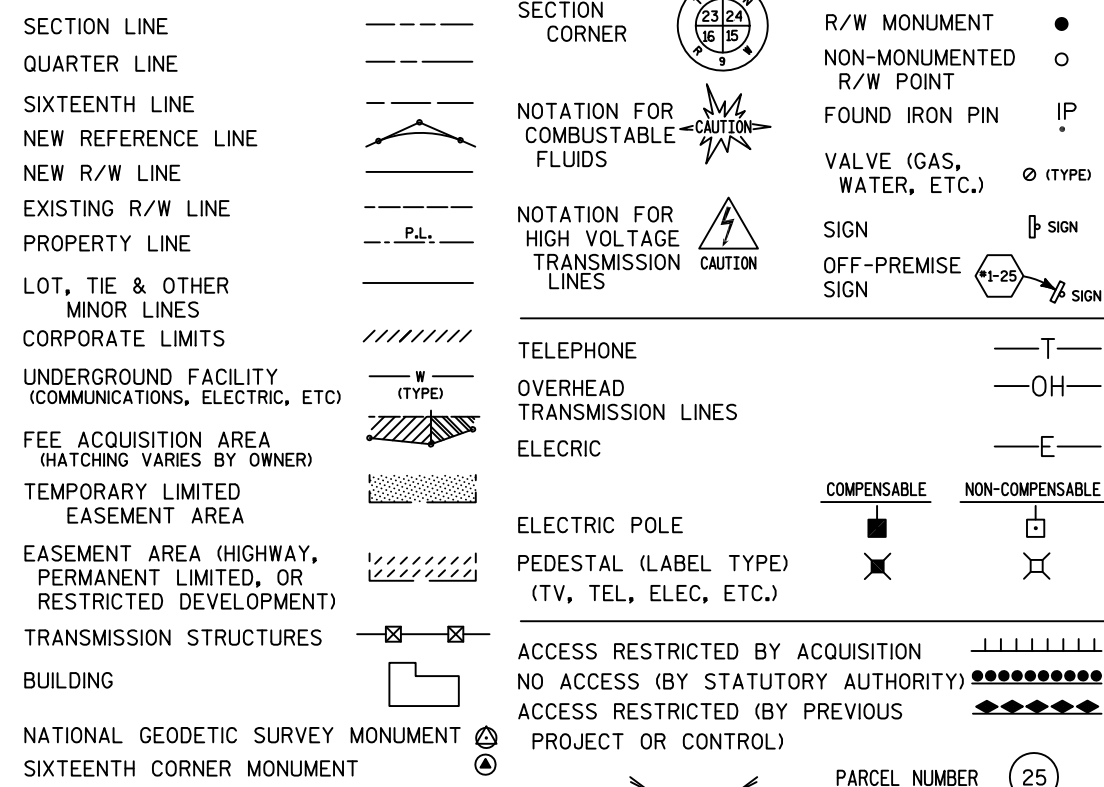 SECTION LINE
QUARTER LINE
SIXTEENTH LINE
NEW REFERENCE LINE
NEW R/W LINE
EXISTING R/W LINE
PROPERTY LINE
P.L.
LOT, TIE & OTHER
MINOR LINES
CORPORATE LIMITS
UNDERGROUND FACILITY
(COMMUNICATIONS, ELECTRIC, ETC)
W
(TYPE)
FEE ACQUISITION AREA
(HATCHING VARIES BY OWNER)
TEMPORARY LIMITED
EASEMENT AREA
EASEMENT AREA (HIGHWAY,
PERMANENT LIMITED, OR
RESTRICTED DEVELOPMENT)
TRANSMISSION STRUCTURES
BUILDING
NATIONAL GEODETIC SURVEY MONUMENT
SIXTEENTH CORNER MONUMENT
SECTION
CORNER
23 24
16 15
R 9 W
NOTATION FOR
COMBUSTABLE
FLUIDS
CAUTION
NOTATION FOR
HIGH VOLTAGE
TRANSMISSION
LINES
CAUTION
R/W MONUMENT
NON-MONUMENTED
R/W POINT
FOUND IRON PIN
IP
VALVE (GAS,
WATER, ETC.)
(TYPE)
SIGN
SIGN
OFF-PREMISE
SIGN
#1-25
SIGN
TELEPHONE
T
OVERHEAD
TRANSMISSION LINES
OH
ELECRIC
E
COMPENSABLE NON-COMPENSABLE
ELECTRIC POLE
PEDESTAL (LABEL TYPE)
(TV, TEL, ELEC, ETC.)
ACCESS RESTRICTED BY ACQUISITION
NO ACCESS (BY STATUTORY AUTHORITY)
ACCESS RESTRICTED (BY PREVIOUS
PROJECT OR CONTROL)
PARCEL NUMBER
25